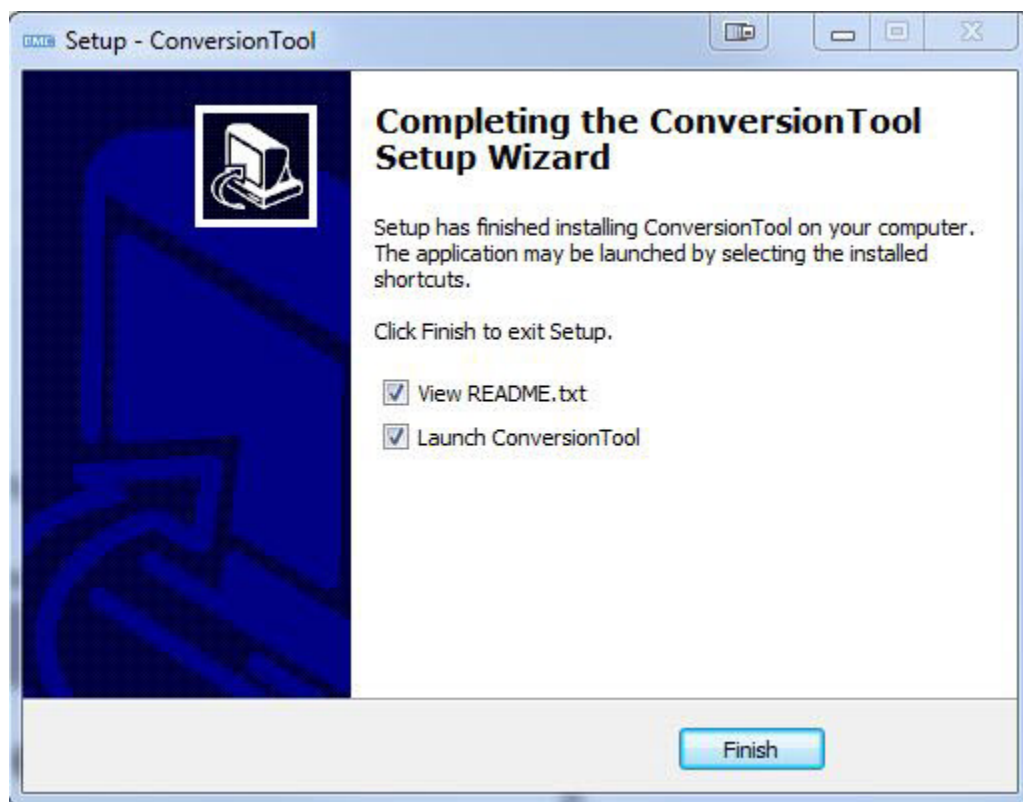 Setup - ConversionTool
Completing the ConversionTool
Setup Wizard
Setup has finished installing ConversionTool on your computer.
The application may be launched by selecting the installed
shortcuts.
Click Finish to exit Setup.
View README.txt
Launch ConversionTool
Finish